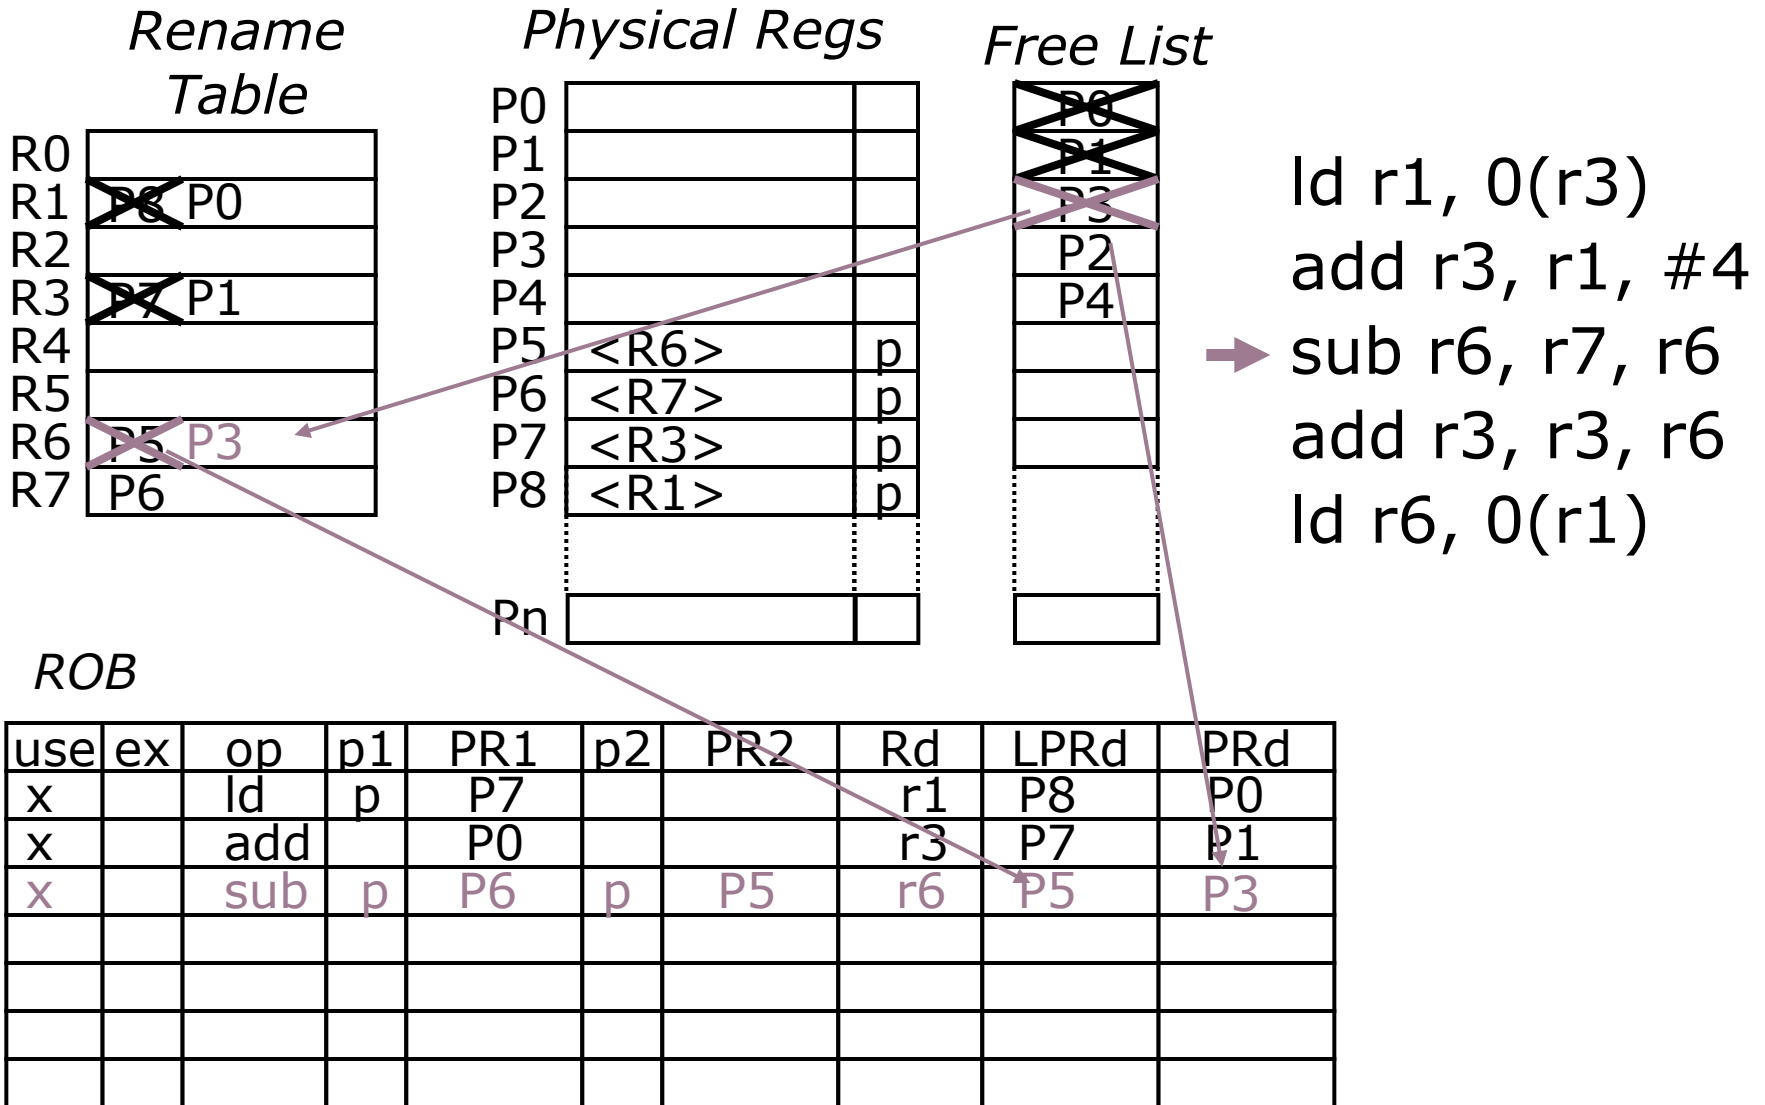 Rename Table
Physical Regs
Free List
R0
R1 P8 P0
R2
R3 P7 P1
R4
R5
R6 P5 P3
R7 P6
P0
P1
P2
P3
P4
P5 <R6> p
P6 <R7> p
P7 <R3> p
P8 <R1> p
Pn
P0
P1
P3
P2
P4
ld r1, 0(r3)
add r3, r1, #4
sub r6, r7, r6
add r3, r3, r6
ld r6, 0(r1)
ROB
use ex op p1 PR1 p2 PR2 Rd LPRd PRd
x ld p P7 r1 P8 P0
x add P0 r3 P7 P1
x sub p P6 p P5 r6 P5 P3